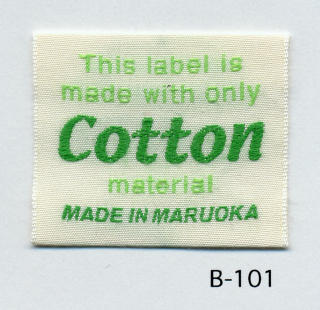 This label is
made with only
Cotton
material
MADE IN MARUOKA
B-101